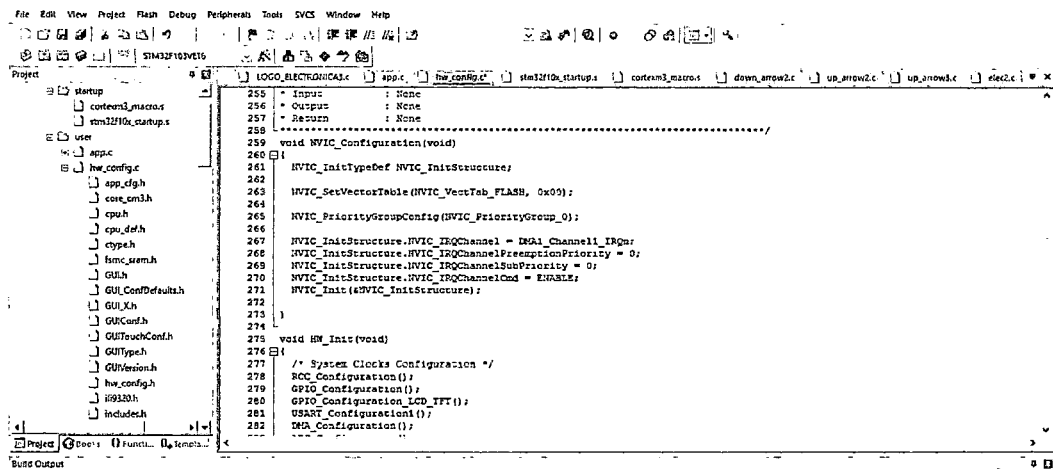 File Edit View Project Flash Debug Peripherals Tools SVCS Window Help
STM32F103VET6
Project
LOGO_ELECTRONICA3.c app.c hw_config.c* stm32f10x_startup.s cortexm3_macro.s down_arrow2.c up_arrow2.c up_arrow3.c elec2.c
startup
cortexm3_macro.s
stm32f10x_startup.s
user
app.c
hw_config.c
app_cfg.h
core_cm3.h
cpu.h
cpu_def.h
ctype.h
fsmc_sram.h
GUI.h
GUI_ConfDefaults.h
GUI_X.h
GUIConf.h
GUITouchConf.h
GUIType.h
GUIVersion.h
hw_config.h
ili9320.h
includes.h
255 * Input : None
256 * Output : None
257 * Return : None
258 *******************************************************************************/
259 void NVIC_Configuration(void)
260 {
261 NVIC_InitTypeDef NVIC_InitStructure;
262
263 NVIC_SetVectorTable(NVIC_VectTab_FLASH, 0x00);
264
265 NVIC_PriorityGroupConfig(NVIC_PriorityGroup_0);
266
267 NVIC_InitStructure.NVIC_IRQChannel = DMA1_Channel1_IRQn;
268 NVIC_InitStructure.NVIC_IRQChannelPreemptionPriority = 0;
269 NVIC_InitStructure.NVIC_IRQChannelSubPriority = 0;
270 NVIC_InitStructure.NVIC_IRQChannelCmd = ENABLE;
271 NVIC_Init(&NVIC_InitStructure);
272
273 }
274
275 void HW_Init(void)
276 {
277 /* System Clocks Configuration */
278 RCC_Configuration();
279 GPIO_Configuration();
280 GPIO_Configuration_LCD_TFT();
281 USART_Configuration1();
282 DMA_Configuration();
Project Books Functi... Templa...
Build Output